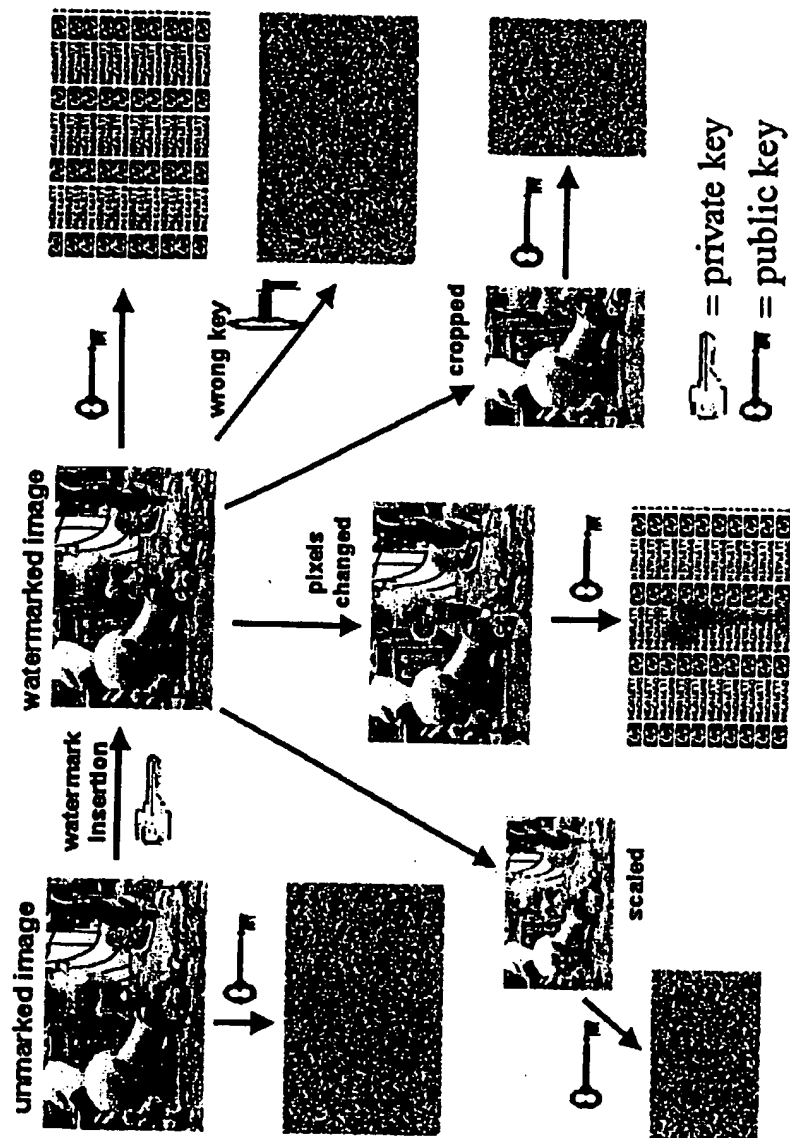 unmarked image
watermark
insertion
watermarked image
wrong key
pixels
changed
cropped
scaled
= private key
= public key